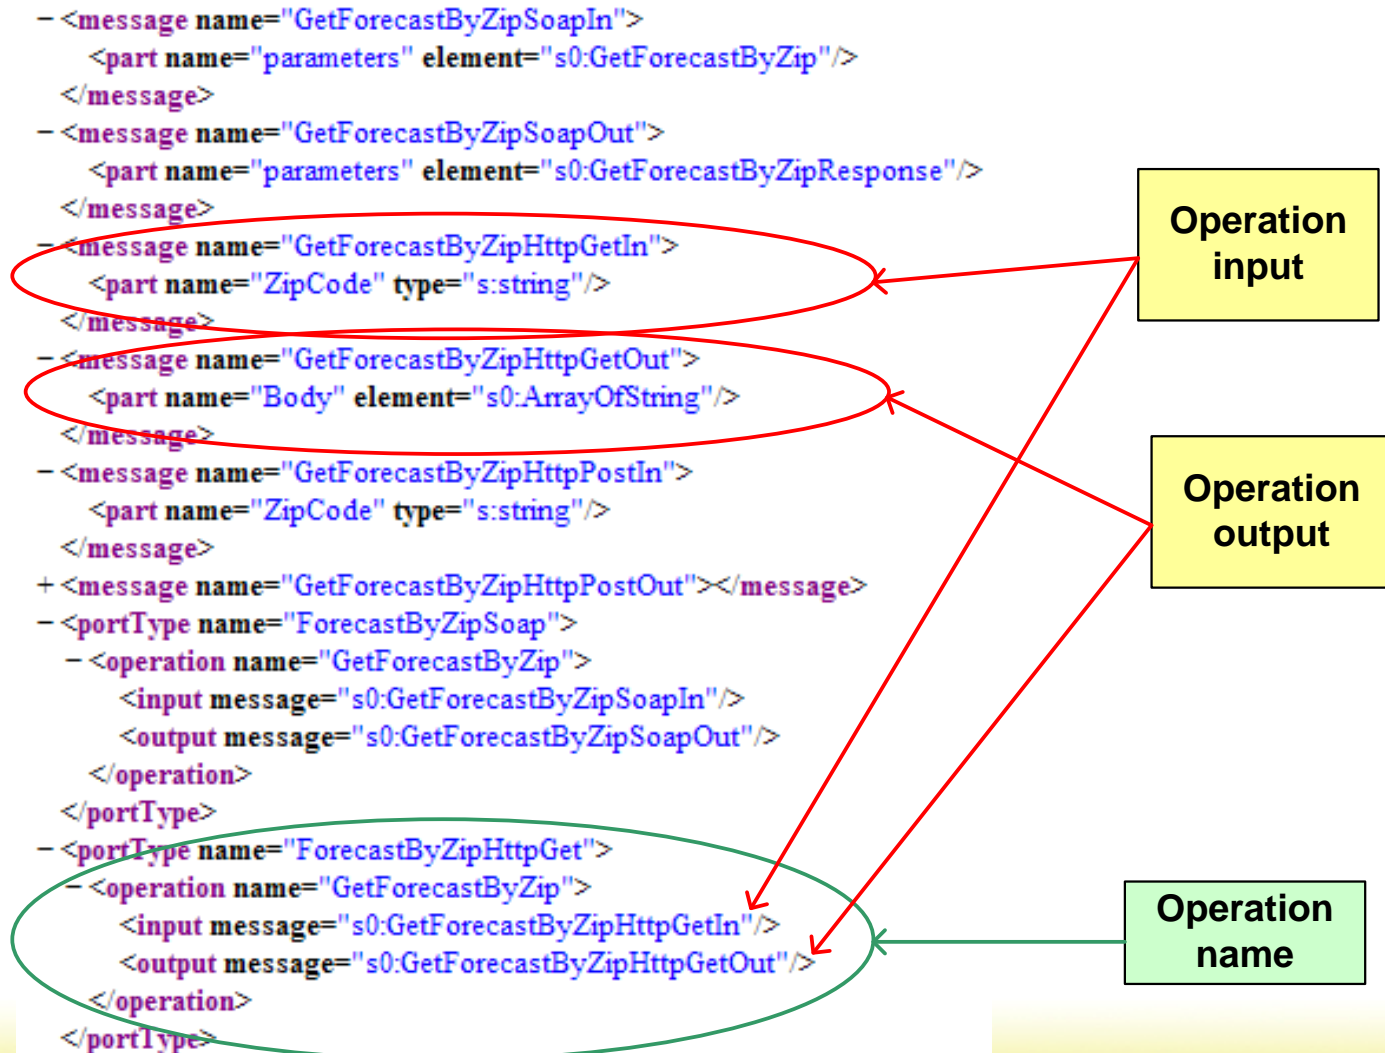 - <message name="GetForecastByZipSoapIn">
<part name="parameters" element="s0:GetForecastByZip"/>
</message>
- <message name="GetForecastByZipSoapOut">
<part name="parameters" element="s0:GetForecastByZipResponse"/>
</message>
- <message name="GetForecastByZipHttpGetIn">
<part name="ZipCode" type="s:string"/>
</message>
- <message name="GetForecastByZipHttpGetOut">
<part name="Body" element="s0:ArrayOfString"/>
</message>
- <message name="GetForecastByZipHttpPostIn">
<part name="ZipCode" type="s:string"/>
</message>
+ <message name="GetForecastByZipHttpPostOut"></message>
- <portType name="ForecastByZipSoap">
- <operation name="GetForecastByZip">
<input message="s0:GetForecastByZipSoapIn"/>
<output message="s0:GetForecastByZipSoapOut"/>
</operation>
</portType>
- <portType name="ForecastByZipHttpGet">
- <operation name="GetForecastByZip">
<input message="s0:GetForecastByZipHttpGetIn"/>
<output message="s0:GetForecastByZipHttpGetOut"/>
</operation>
</portType>
Operation
input
Operation
output
Operation
name